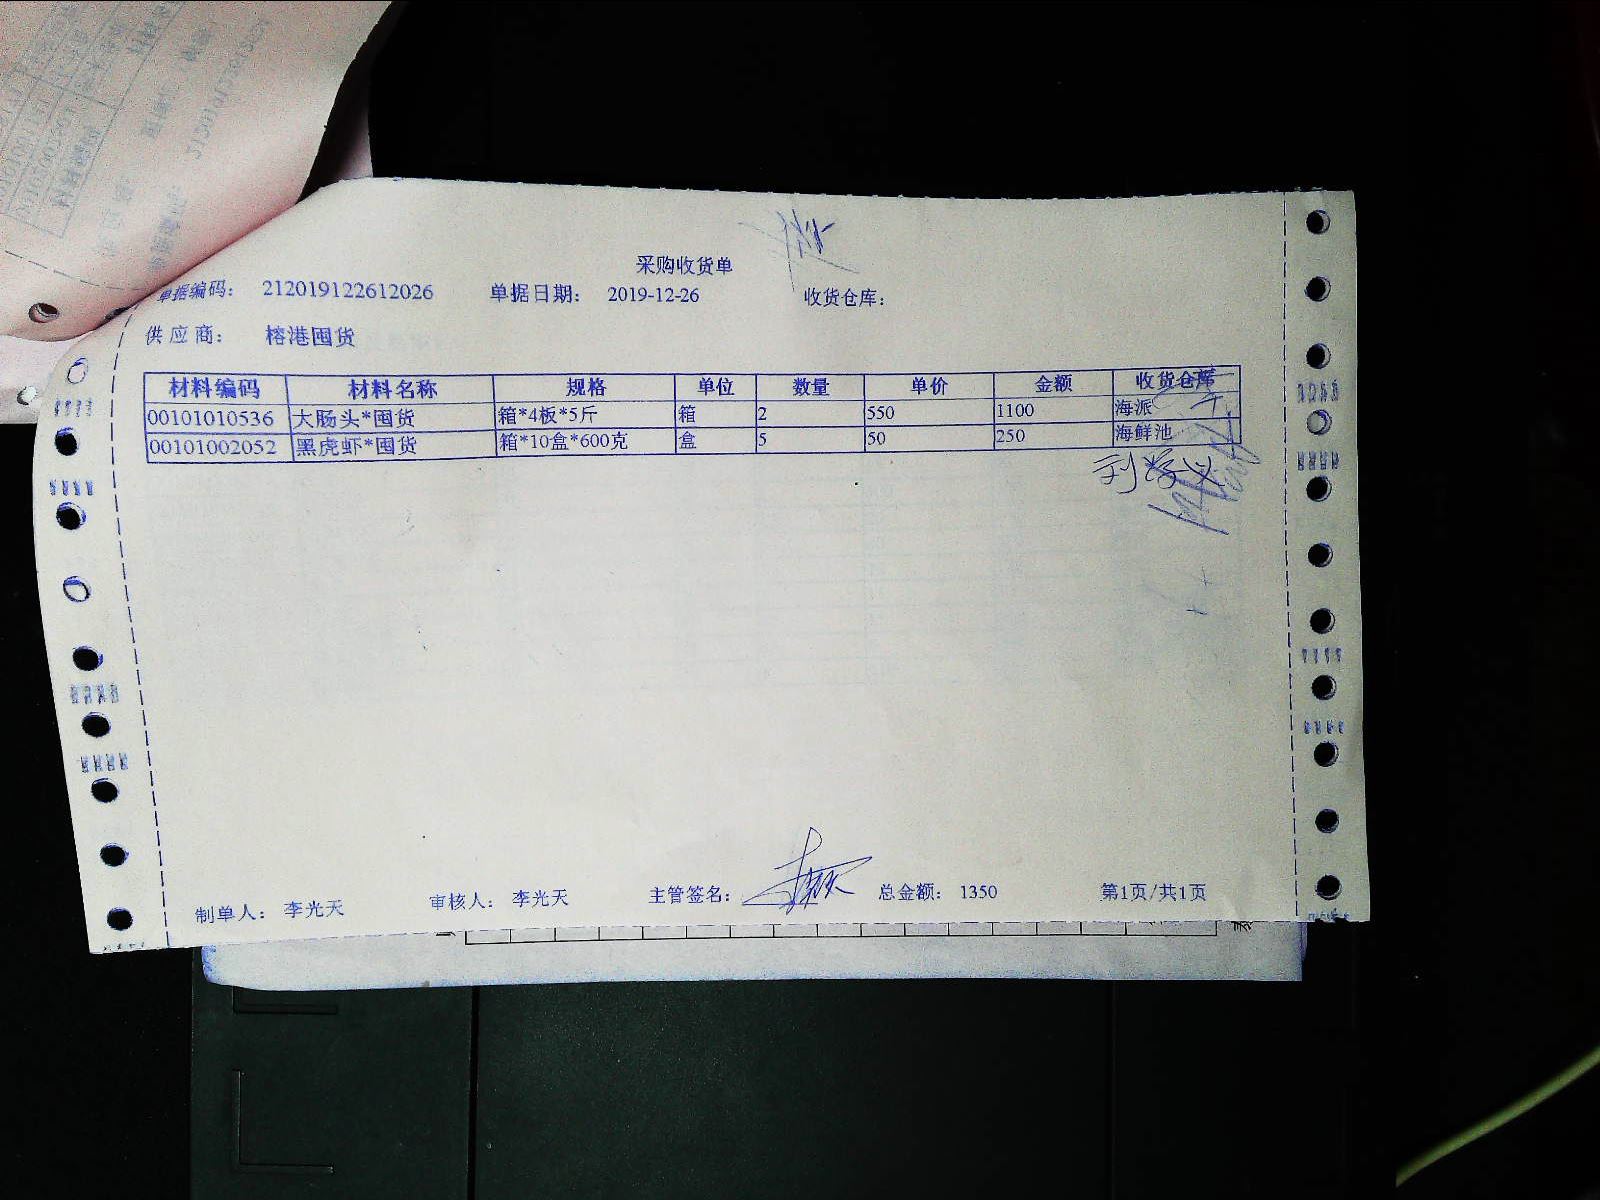 采购收货单
单据编码: 212019122612026 单据日期: 2019-12-26 收货仓库:
供应商: 榕港囤货
材料编码 材料名称 规格 单位 数量 单价 金额 收货仓库
00101010536 大肠头*囤货 箱*4板*5斤 箱 2 550 1100 海派
00101002052 黑虎虾*囤货 箱*10盒*600克 盒 5 50 250 海鲜池
制单人: 李光天 审核人: 李光天 主管签名: 总金额: 1350 第1页/共1页